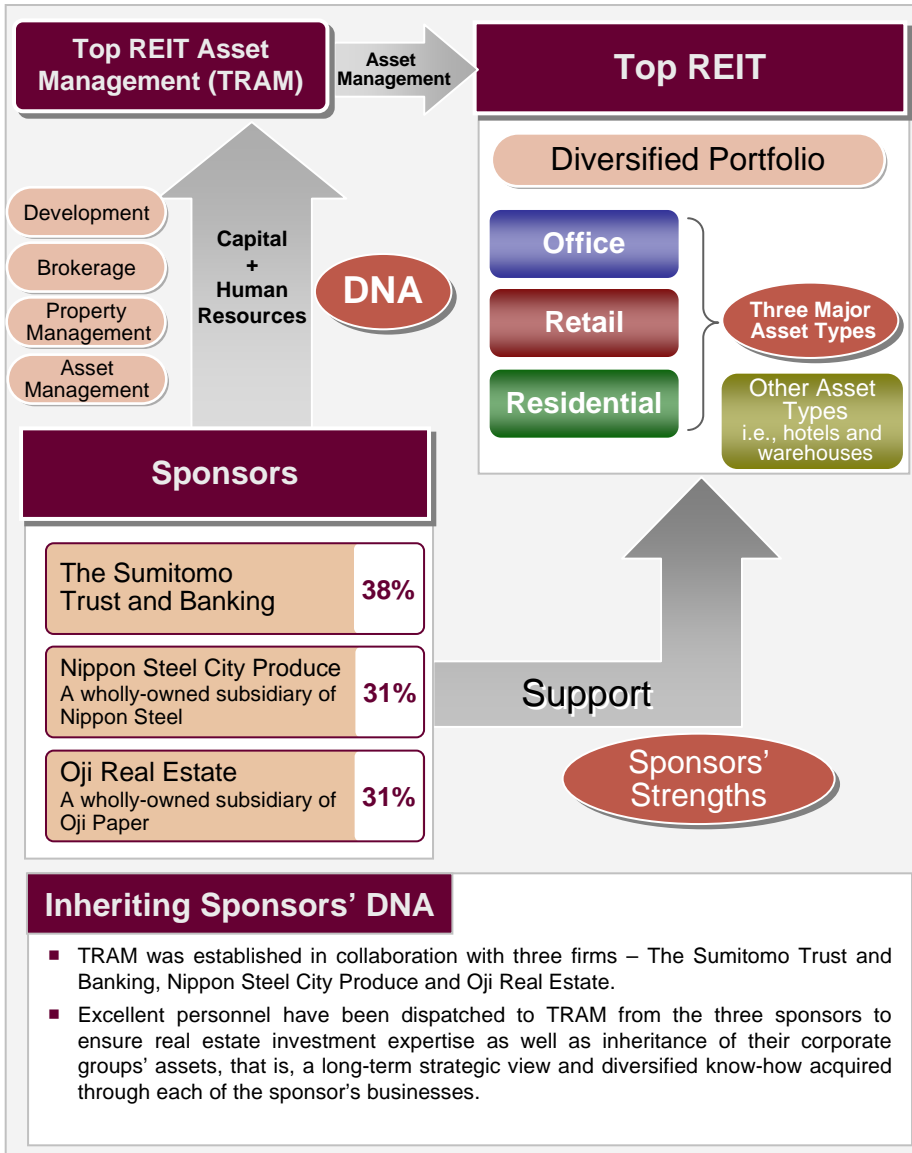 Top REIT Asset
Management (TRAM)
Asset
Management
Top REIT
Diversified Portfolio
Development
Brokerage
Property
Management
Asset
Management
Capital
+
Human
Resources
DNA
Office
Retail
Residential
Three Major
Asset Types
Other Asset
Types
i.e., hotels and
warehouses
Sponsors
The Sumitomo
Trust and Banking
38%
Nippon Steel City Produce
A wholly-owned subsidiary of
Nippon Steel
31%
Oji Real Estate
A wholly-owned subsidiary of
Oji Paper
31%
Support
Sponsors’
Strengths
Inheriting Sponsors’ DNA
■ TRAM was established in collaboration with three firms – The Sumitomo Trust and
Banking, Nippon Steel City Produce and Oji Real Estate.
■ Excellent personnel have been dispatched to TRAM from the three sponsors to
ensure real estate investment expertise as well as inheritance of their corporate
groups’ assets, that is, a long-term strategic view and diversified know-how acquired
through each of the sponsor’s businesses.